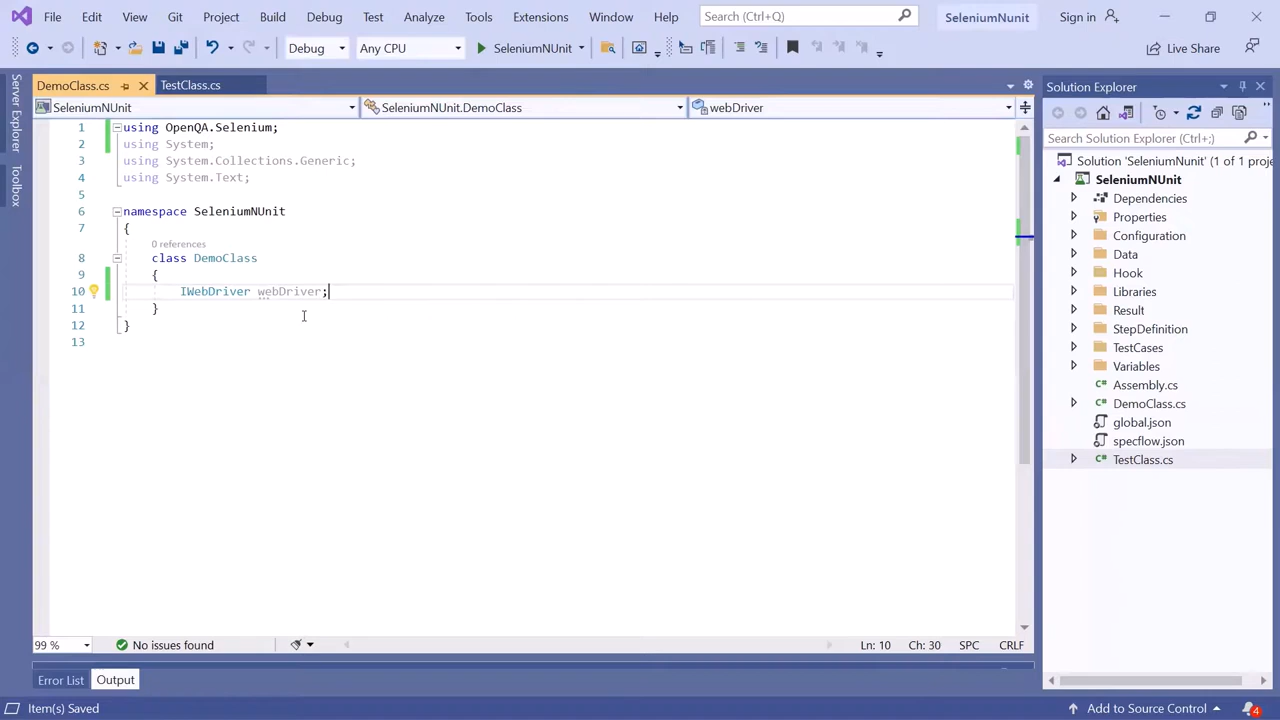 File Edit View Git Project Build Debug Test Analyze Tools Extensions Window Help Search (Ctrl+Q) SeleniumNunit Sign in
Debug Any CPU SeleniumNUnit Live Share
Server Explorer
Toolbox
DemoClass.cs TestClass.cs
SeleniumNUnit SeleniumNUnit.DemoClass webDriver
1 using OpenQA.Selenium;
2 using System;
3 using System.Collections.Generic;
4 using System.Text;
5
6 namespace SeleniumNUnit
7 {
0 references
8 class DemoClass
9 {
10 IWebDriver webDriver;
11 }
12 }
13
99 % No issues found Ln: 10 Ch: 30 SPC CRLF
Error List Output
Item(s) Saved Add to Source Control 4
Solution Explorer
Search Solution Explorer (Ctrl+;)
Solution 'SeleniumNunit' (1 of 1 proje
SeleniumNUnit
Dependencies
Properties
Configuration
Data
Hook
Libraries
Result
StepDefinition
TestCases
Variables
C# Assembly.cs
C# DemoClass.cs
global.json
specflow.json
C# TestClass.cs